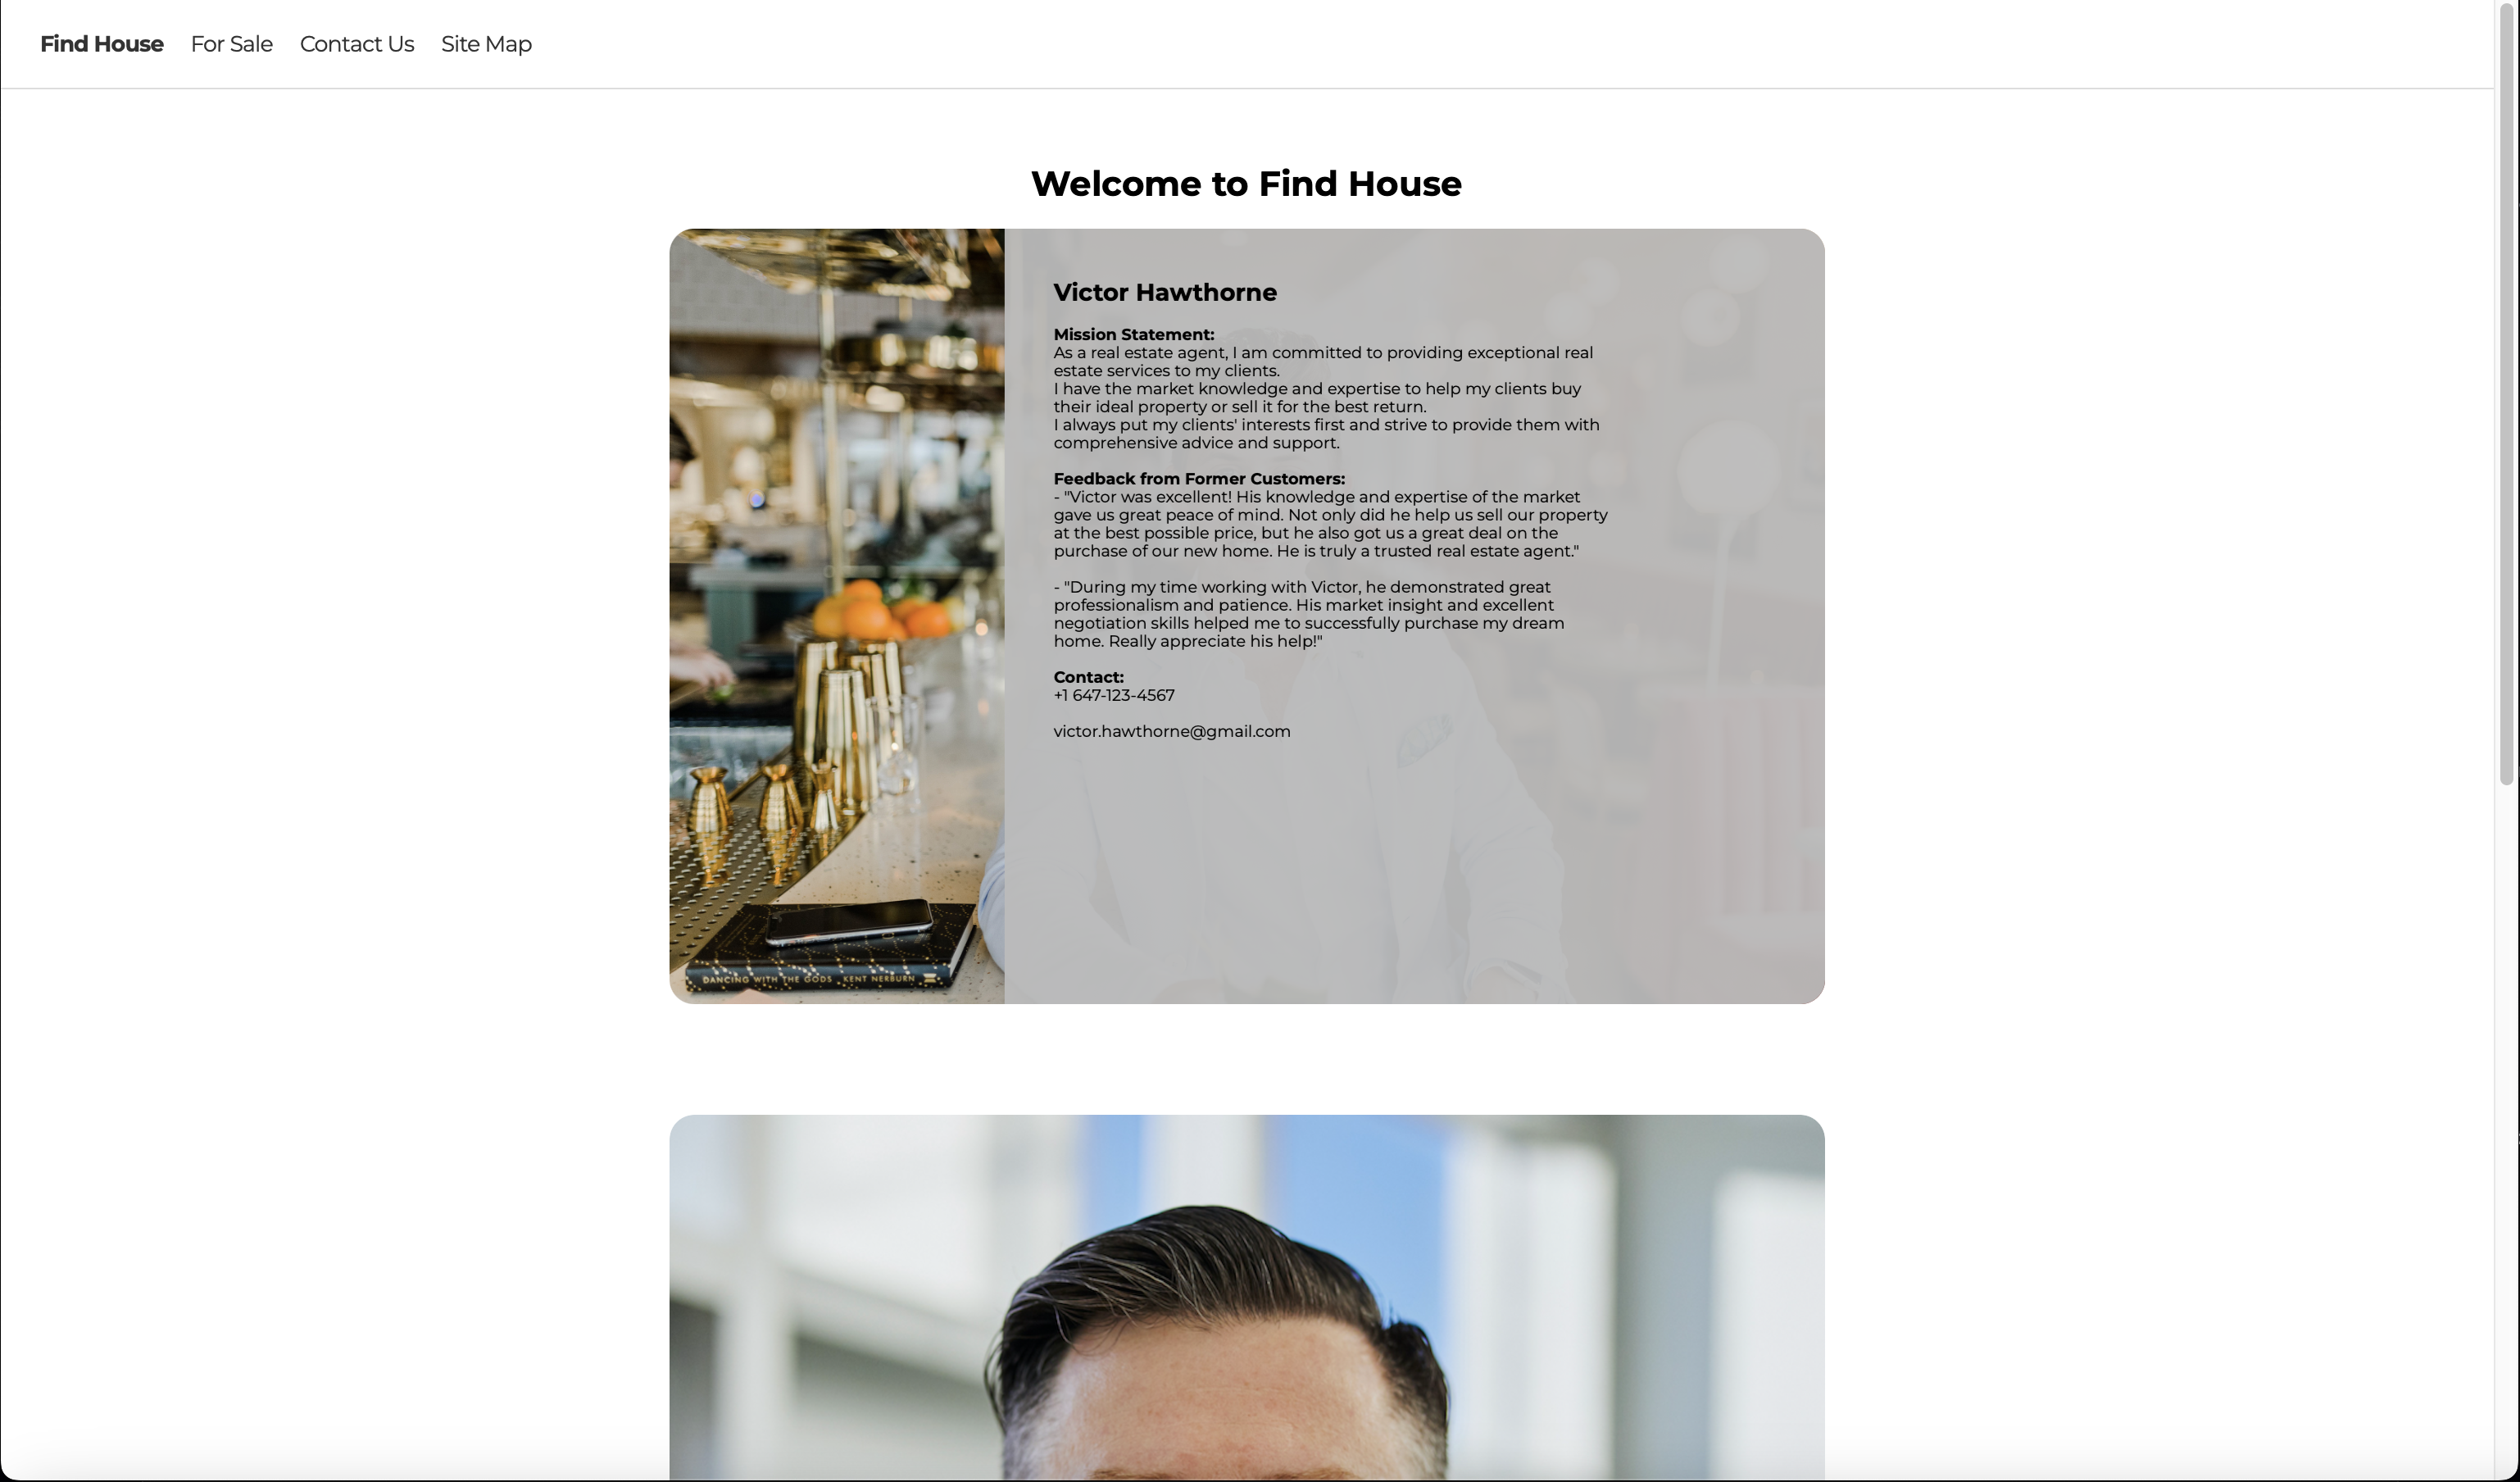 Find House For Sale Contact Us Site Map
Welcome to Find House
Victor Hawthorne
Mission Statement:
As a real estate agent, I am committed to providing exceptional real
estate services to my clients.
I have the market knowledge and expertise to help my clients buy
their ideal property or sell it for the best return.
I always put my clients' interests first and strive to provide them with
comprehensive advice and support.
Feedback from Former Customers:
- "Victor was excellent! His knowledge and expertise of the market
gave us great peace of mind. Not only did he help us sell our property
at the best possible price, but he also got us a great deal on the
purchase of our new home. He is truly a trusted real estate agent."
- "During my time working with Victor, he demonstrated great
professionalism and patience. His market insight and excellent
negotiation skills helped me to successfully purchase my dream
home. Really appreciate his help!"
Contact:
+1 647-123-4567
victor.hawthorne@gmail.com
DANCING WITH THE GODS KENT NERBURN